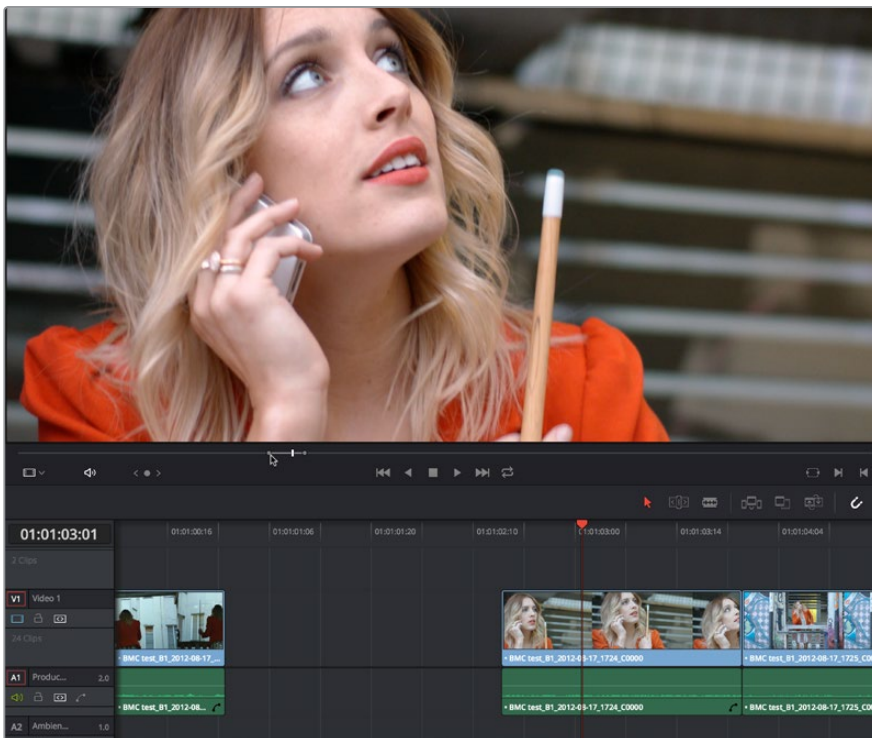 01:01:03:01
01:01:00:16
01:01:01:06
01:01:01:20
01:01:02:10
01:01:03:00
01:01:03:14
01:01:04:04
2 Clips
V1 Video 1
24 Clips
• BMC test_B1_2012-08-17_...
• BMC test_B1_2012-08-17_1724_C0000
• BMC test_B1_2012-08-17_1725_C0
A1 Produc... 2.0
• BMC test_B1_2012-08...
• BMC test_B1_2012-08-17_1724_C0000
• BMC test_B1_2012-08-17_1725_C00
A2 Ambien... 1.0